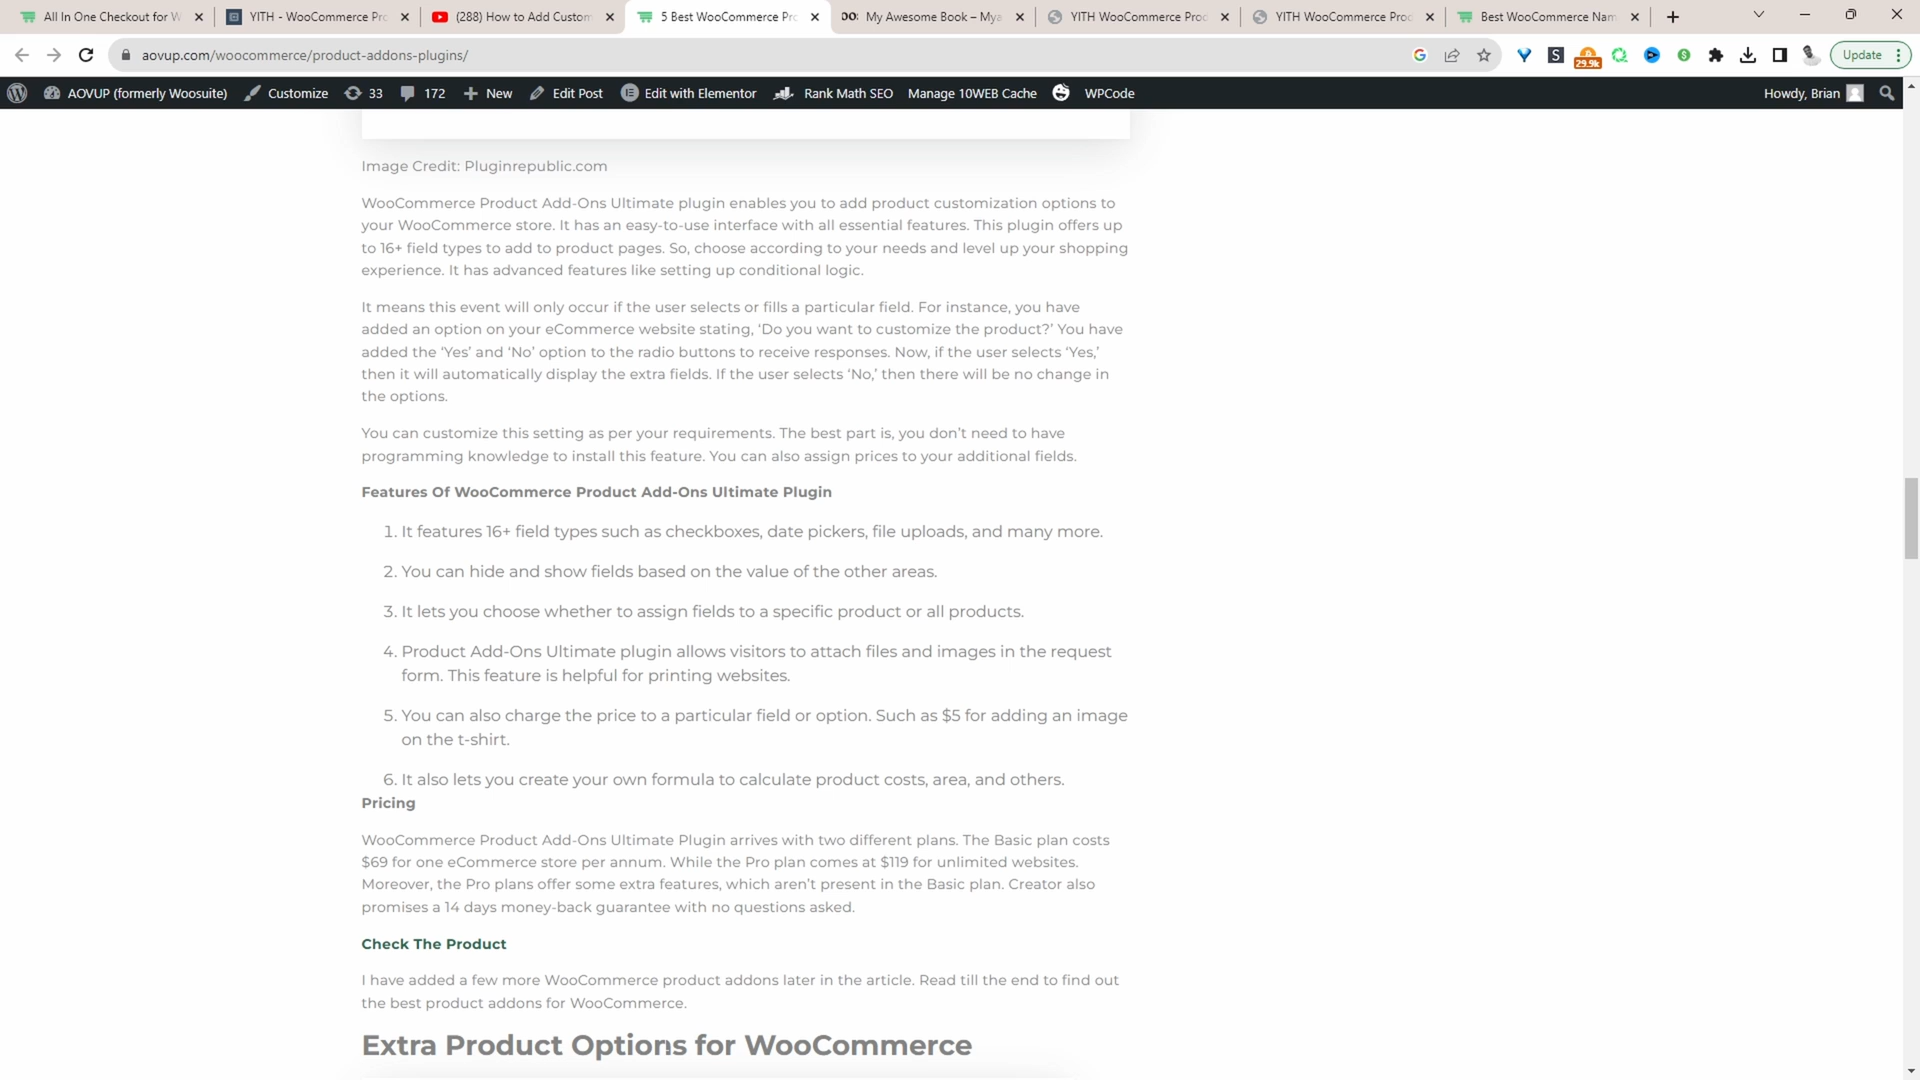 All In One Checkout for W
YITH - WooCommerce Pro
(288) How to Add Custom
5 Best WooCommerce Pro
My Awesome Book – Mya
YITH WooCommerce Prod
YITH WooCommerce Prod
Best WooCommerce Nam
aovup.com/woocommerce/product-addons-plugins/
29.9k
Update
AOVUP (formerly Woosuite)
Customize
33
172
New
Edit Post
Edit with Elementor
Rank Math SEO
Manage 10WEB Cache
WPCode
Howdy, Brian
Image Credit: Pluginrepublic.com
WooCommerce Product Add-Ons Ultimate plugin enables you to add product customization options to
your WooCommerce store. It has an easy-to-use interface with all essential features. This plugin offers up
to 16+ field types to add to product pages. So, choose according to your needs and level up your shopping
experience. It has advanced features like setting up conditional logic.
It means this event will only occur if the user selects or fills a particular field. For instance, you have
added an option on your eCommerce website stating, ‘Do you want to customize the product?’ You have
added the ‘Yes’ and ‘No’ option to the radio buttons to receive responses. Now, if the user selects ‘Yes,’
then it will automatically display the extra fields. If the user selects ‘No,’ then there will be no change in
the options.
You can customize this setting as per your requirements. The best part is, you don’t need to have
programming knowledge to install this feature. You can also assign prices to your additional fields.
Features Of WooCommerce Product Add-Ons Ultimate Plugin
1. It features 16+ field types such as checkboxes, date pickers, file uploads, and many more.
2. You can hide and show fields based on the value of the other areas.
3. It lets you choose whether to assign fields to a specific product or all products.
4. Product Add-Ons Ultimate plugin allows visitors to attach files and images in the request
form. This feature is helpful for printing websites.
5. You can also charge the price to a particular field or option. Such as $5 for adding an image
on the t-shirt.
6. It also lets you create your own formula to calculate product costs, area, and others.
Pricing
WooCommerce Product Add-Ons Ultimate Plugin arrives with two different plans. The Basic plan costs
$69 for one eCommerce store per annum. While the Pro plan comes at $119 for unlimited websites.
Moreover, the Pro plans offer some extra features, which aren’t present in the Basic plan. Creator also
promises a 14 days money-back guarantee with no questions asked.
Check The Product
I have added a few more WooCommerce product addons later in the article. Read till the end to find out
the best product addons for WooCommerce.
Extra Product Options for WooCommerce